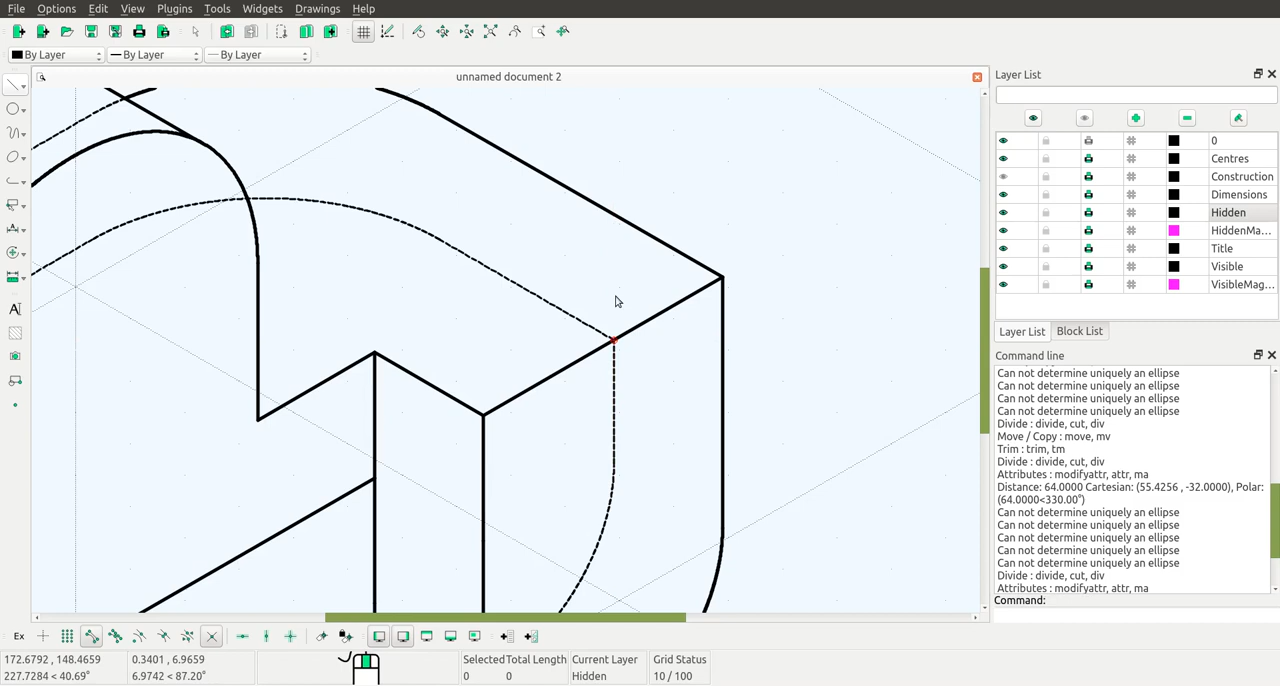 File Options Edit View Plugins Tools Widgets Drawings Help
By Layer By Layer By Layer
unnamed document 2
Layer List
0
Centres
Construction
Dimensions
Hidden
HiddenMa...
Title
Visible
VisibleMag...
Layer List Block List
Command line
Can not determine uniquely an ellipse
Can not determine uniquely an ellipse
Can not determine uniquely an ellipse
Can not determine uniquely an ellipse
Divide : divide, cut, div
Move / Copy : move, mv
Trim : trim, tm
Divide : divide, cut, div
Attributes : modifyattr, attr, ma
Distance: 64.0000 Cartesian: (55.4256 , -32.0000), Polar:
(64.0000<330.00°)
Can not determine uniquely an ellipse
Can not determine uniquely an ellipse
Can not determine uniquely an ellipse
Can not determine uniquely an ellipse
Can not determine uniquely an ellipse
Divide : divide, cut, div
Attributes : modifyattr, attr, ma
Command:
Ex
172.6792 , 148.4659 0.3401 , 6.9659 Selected Total Length Current Layer Grid Status
227.7284 < 40.69° 6.9742 < 87.20° 0 0 Hidden 10 / 100